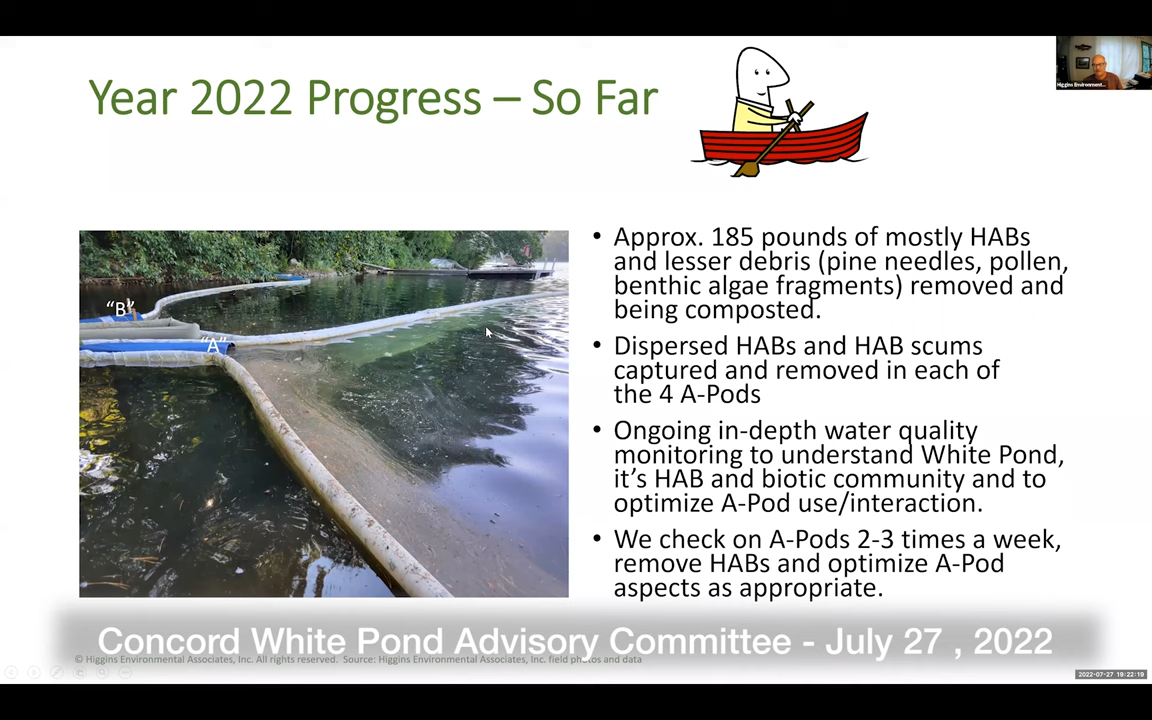 Year 2022 Progress – So Far
Higgins Environment...
"B"
"A"
• Approx. 185 pounds of mostly HABs
and lesser debris (pine needles, pollen,
benthic algae fragments) removed and
being composted.
• Dispersed HABs and HAB scums
captured and removed in each of
the 4 A-Pods
• Ongoing in-depth water quality
monitoring to understand White Pond,
it's HAB and biotic community and to
optimize A-Pod use/interaction.
• We check on A-Pods 2-3 times a week,
remove HABs and optimize A-Pod
aspects as appropriate.
Concord White Pond Advisory Committee - July 27 , 2022
© Higgins Environmental Associates, Inc. All rights reserved. Source: Higgins Environmental Associates, Inc. field photos and data
2022-07-27 19:22:19